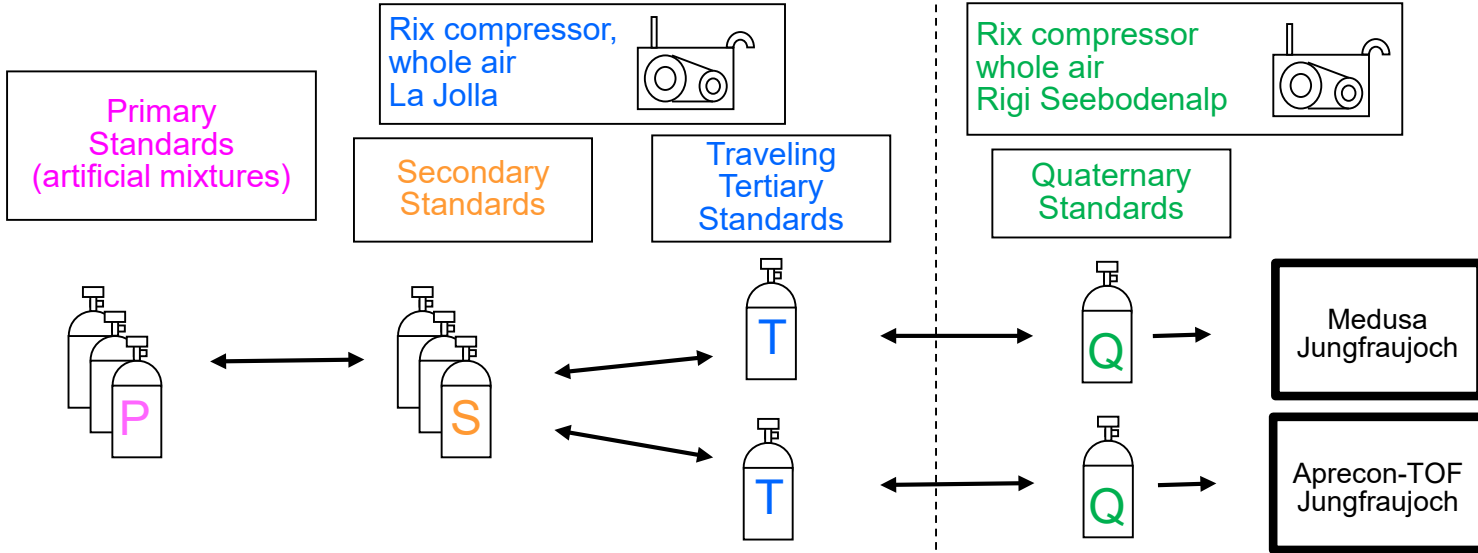 Rix compressor,
whole air
La Jolla
Rix compressor
whole air
Rigi Seebodenalp
Primary
Standards
(artificial mixtures)
Secondary
Standards
Traveling
Tertiary
Standards
Quaternary
Standards
P
S
T
Q
Medusa
Jungfraujoch
T
Q
Aprecon-TOF
Jungfraujoch